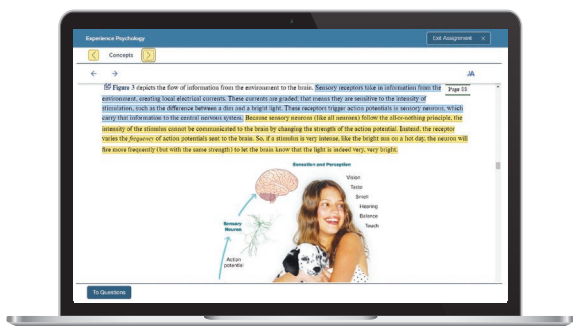 Experience Psychology
Exit Assignment X
Concepts
Figure 3 depicts the flow of information from the environment to the brain. Sensory receptors take in information from the
Page 88
environment, creating local electrical currents. These currents are graded; that means they are sensitive to the intensity of
stimulation, such as the difference between a dim and a bright light. These receptors trigger action potentials in sensory neurons, which
carry that information to the central nervous system. Because sensory neurons (like all neurons) follow the all-or-nothing principle, the
intensity of the stimulus cannot be communicated to the brain by changing the strength of the action potential. Instead, the receptor
varies the frequency of action potentials sent to the brain. So, if a stimulus is very intense, like the bright sun on a hot day, the neuron will
fire more frequently (but with the same strength) to let the brain know that the light is indeed very, very bright.
Sensation and Perception
Vision
Taste
Smell
Hearing
Balance
Touch
Sensory
Neuron
Action
potential
To Questions